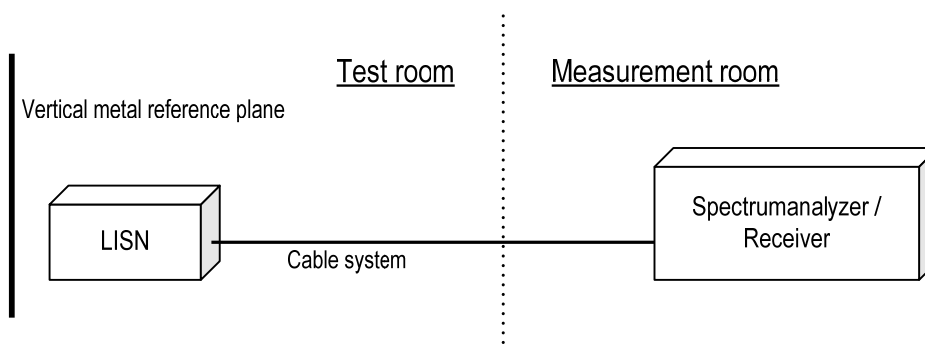 Test room
Measurement room
Vertical metal reference plane
LISN
Cable system
Spectrumanalyzer /
Receiver